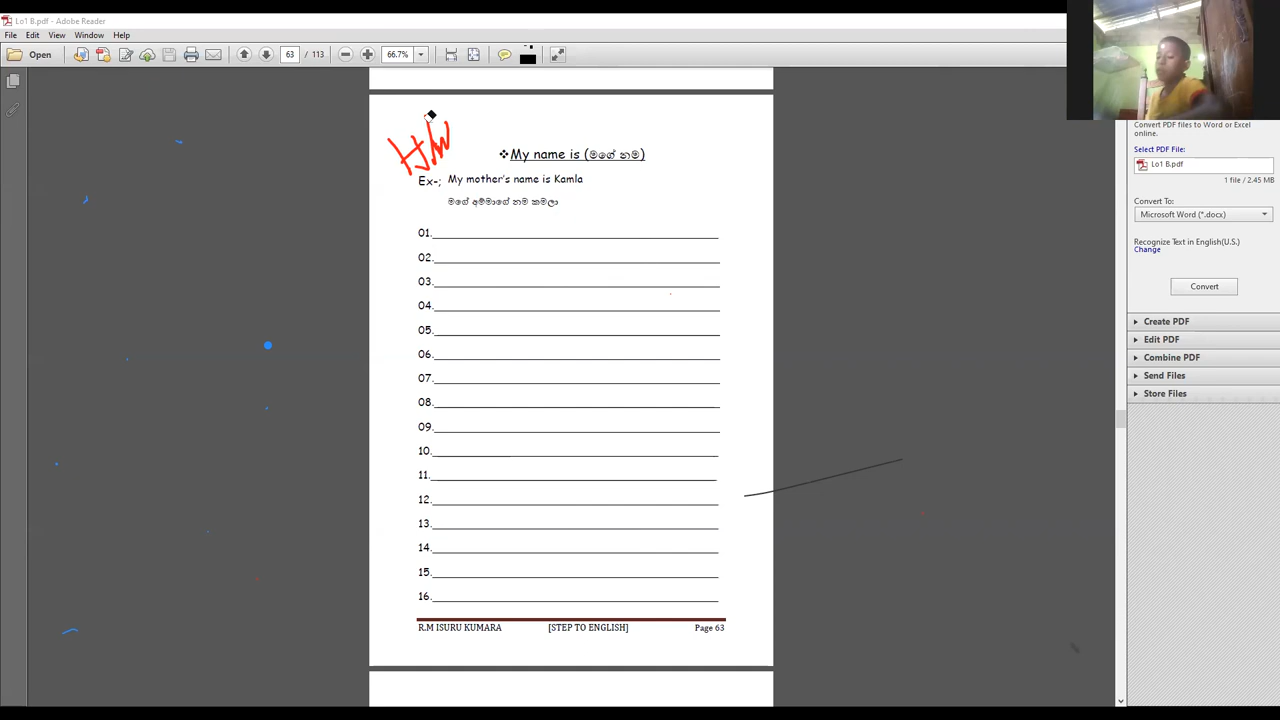 Lo1 B.pdf - Adobe Reader
File Edit View Window Help
Open 63 / 113 66.7%
H.W
❖My name is (මගේ නම)
Ex-; My mother's name is Kamla
මගේ අම්මාගේ නම කමලා
01.
02.
03.
04.
05.
06.
07.
08.
09.
10.
11.
12.
13.
14.
15.
16.
R.M ISURU KUMARA [STEP TO ENGLISH] Page 63
Convert PDF files to Word or Excel
online.
Select PDF File:
Lo1 B.pdf
1 file / 2.45 MB
Convert To:
Microsoft Word (*.docx)
Recognize Text in English(U.S.)
Change
Convert
Create PDF
Edit PDF
Combine PDF
Send Files
Store Files